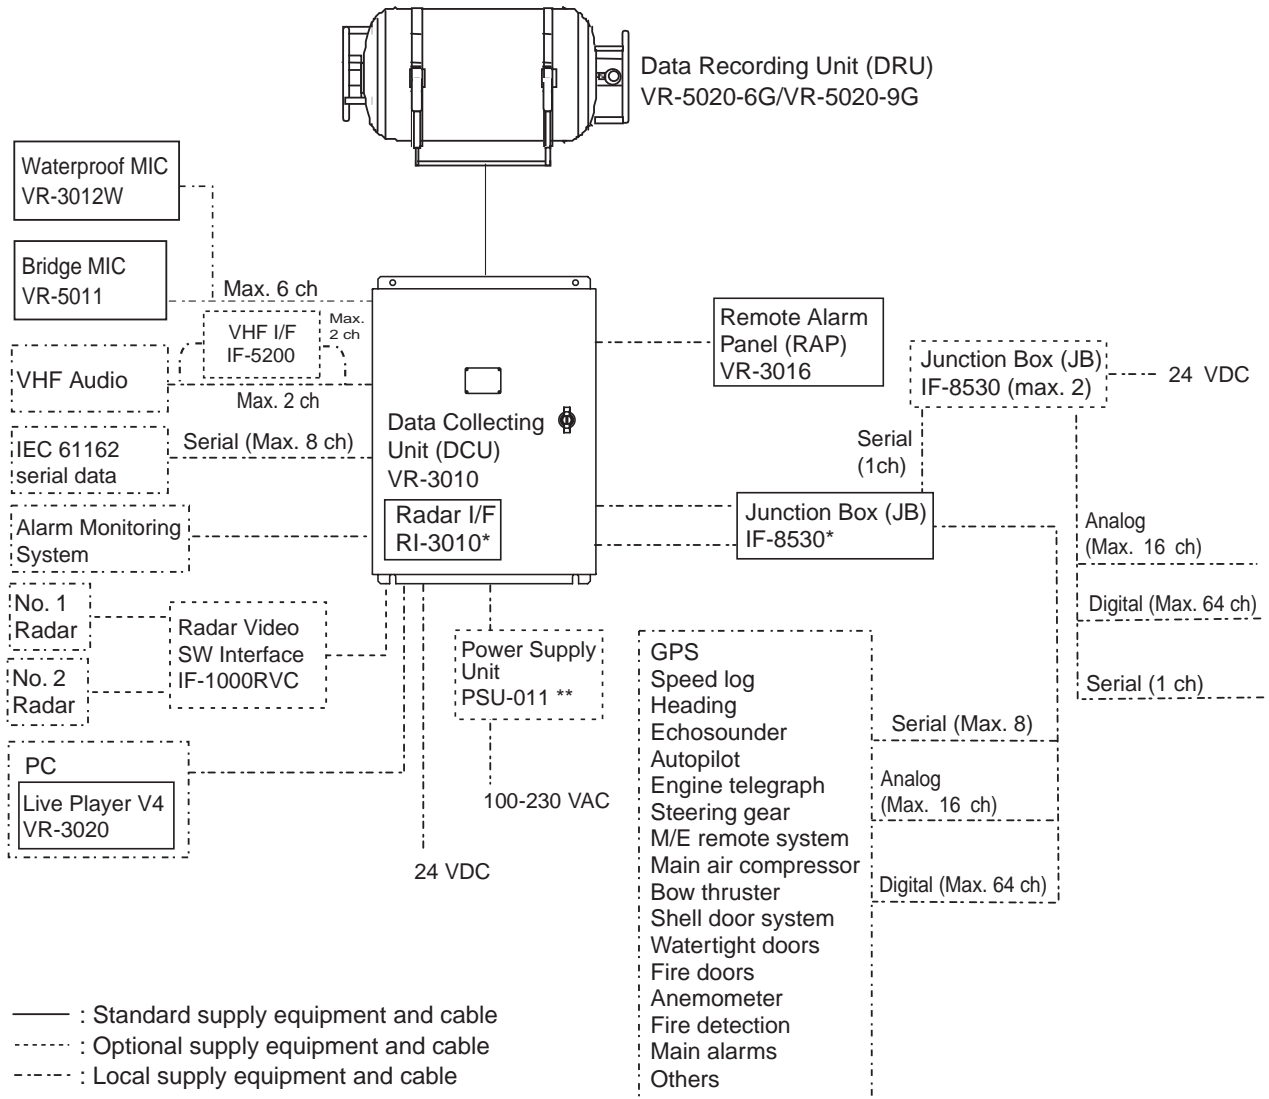 Data Recording Unit (DRU)
VR-5020-6G/VR-5020-9G
Waterproof MIC
VR-3012W
Bridge MIC
VR-5011
Max. 6 ch
VHF I/F
IF-5200
Max.
2 ch
VHF Audio
Max. 2 ch
IEC 61162
serial data
Serial (Max. 8 ch)
Alarm Monitoring
System
No. 1
Radar
No. 2
Radar
Radar Video
SW Interface
IF-1000RVC
PC
Live Player V4
VR-3020
Data Collecting
Unit (DCU)
VR-3010
Radar I/F
RI-3010*
Power Supply
Unit
PSU-011 **
100-230 VAC
24 VDC
Remote Alarm
Panel (RAP)
VR-3016
Junction Box (JB)
IF-8530 (max. 2)
24 VDC
Serial
(1ch)
Junction Box (JB)
IF-8530*
Analog
(Max. 16 ch)
Digital (Max. 64 ch)
Serial (1 ch)
GPS
Speed log
Heading
Echosounder
Autopilot
Engine telegraph
Steering gear
M/E remote system
Main air compressor
Bow thruster
Shell door system
Watertight doors
Fire doors
Anemometer
Fire detection
Main alarms
Others
Serial (Max. 8)
Analog
(Max. 16 ch)
Digital (Max. 64 ch)
: Standard supply equipment and cable
: Optional supply equipment and cable
: Local supply equipment and cable